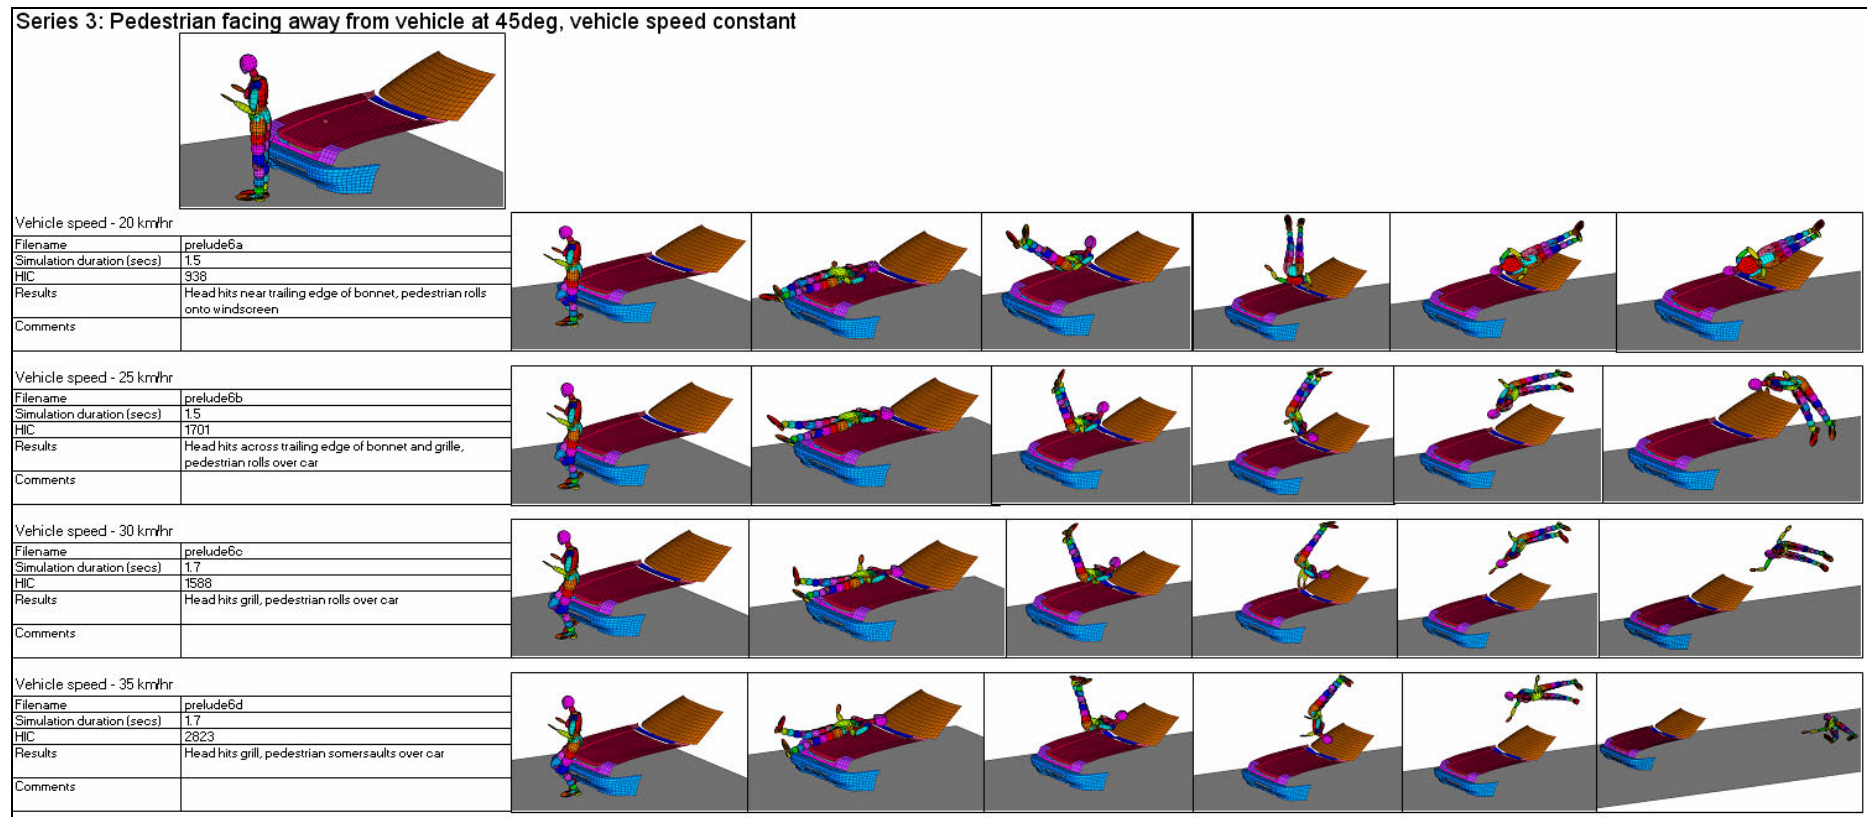 Series 3: Pedestrian facing away from vehicle at 45deg, vehicle speed constant
Vehicle speed - 20 km/hr
Filename prelude6a
Simulation duration (secs) 1.5
HIC 938
Results Head hits near trailing edge of bonnet, pedestrian rolls
onto windscreen
Comments
Vehicle speed - 25 km/hr
Filename prelude6b
Simulation duration (secs) 1.5
HIC 1701
Results Head hits across trailing edge of bonnet and grille,
pedestrian rolls over car
Comments
Vehicle speed - 30 km/hr
Filename prelude6c
Simulation duration (secs) 1.7
HIC 1588
Results Head hits grill, pedestrian rolls over car
Comments
Vehicle speed - 35 km/hr
Filename prelude6d
Simulation duration (secs) 1.7
HIC 2823
Results Head hits grill, pedestrian somersaults over car
Comments